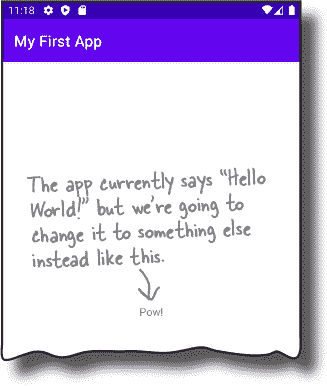 11:18
My First App
The app currently says “Hello
World!” but we're going to
change it to something else
instead like this.
Pow!